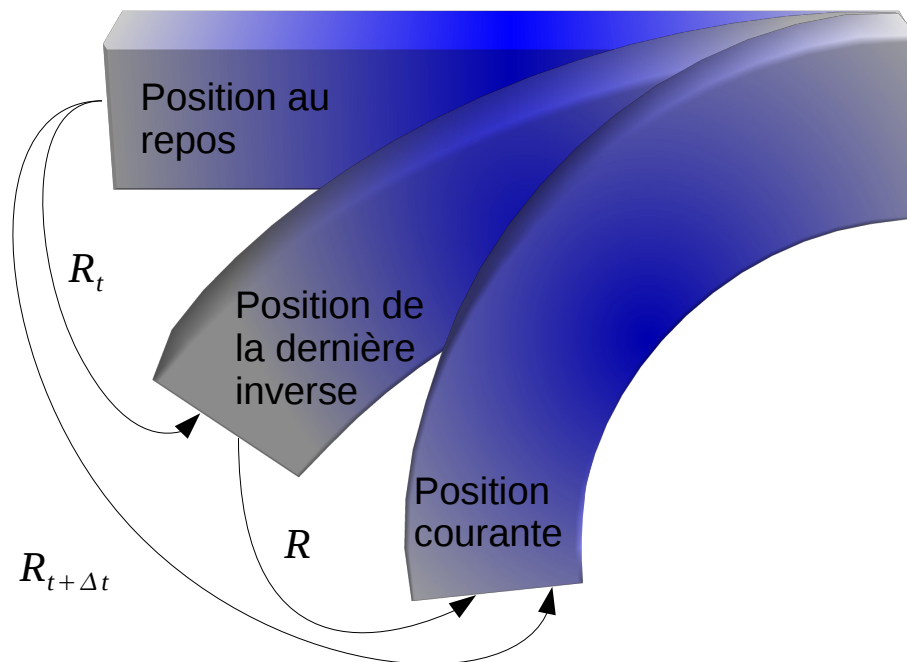 Position au
repos
R_t
Position de
la dernière
inverse
Position
courante
R
R_{t + Δt}